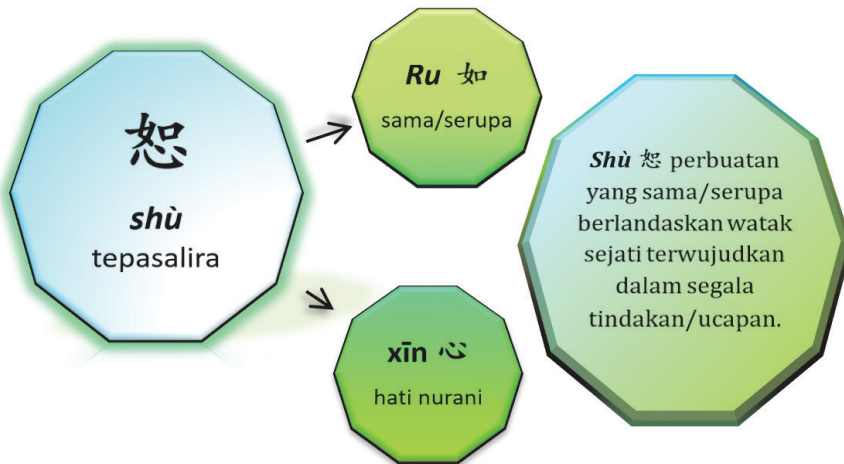 恕
shù
tepasalira
Ru 如
sama/serupa
xīn 心
hati nurani
Shù 恕 perbuatan
yang sama/serupa
berlandaskan watak
sejati terwujudkan
dalam segala
tindakan/ucapan.